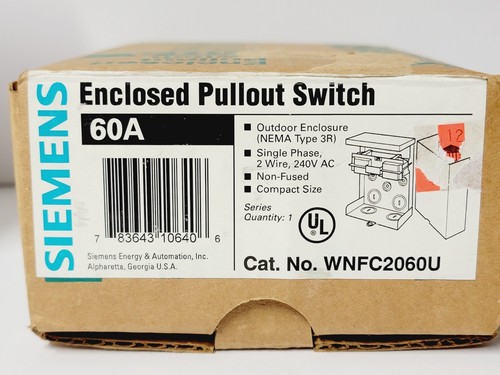 SIEMENS
Enclosed Pullout Switch
60A
Outdoor Enclosure
(NEMA Type 3R)
Single Phase,
2 Wire, 240V AC
Non-Fused
Compact Size
Series
Quantity: 1
UL
12
7 83643 10640 6
Siemens Energy & Automation, Inc.
Alpharetta, Georgia U.S.A.
Cat. No. WNFC2060U